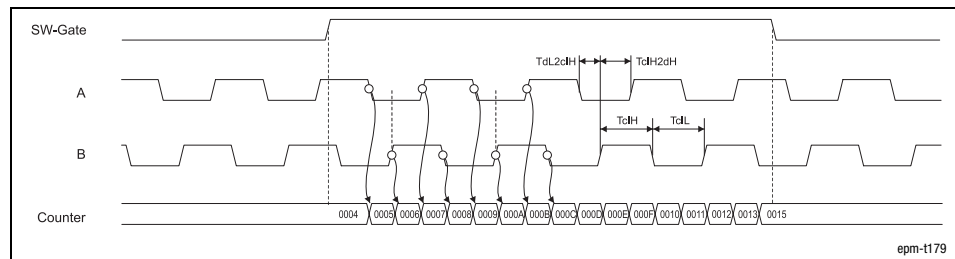 SW-Gate
TdL2clH TclH2dH
A
TclH TclL
B
Counter 0004 0005 0006 0007 0008 0009 000A 000B 000C 000D 000E 000F 0010 0011 0012 0013 0015
epm-t179